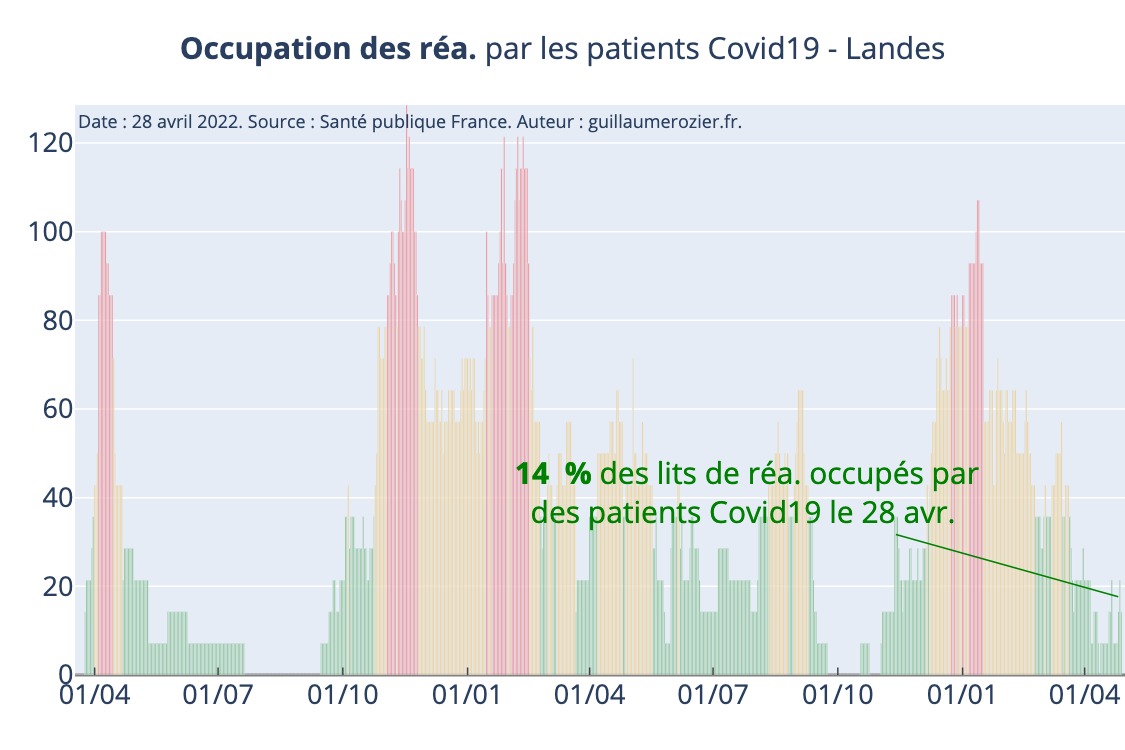 Occupation des réa. par les patients Covid19 - Landes
Date : 28 avril 2022. Source : Santé publique France. Auteur : guillaumerozier.fr.
120
100
80
60
40
20
0
14 % des lits de réa. occupés par
des patients Covid19 le 28 avr.
01/04 01/07 01/10 01/01 01/04 01/07 01/10 01/01 01/04